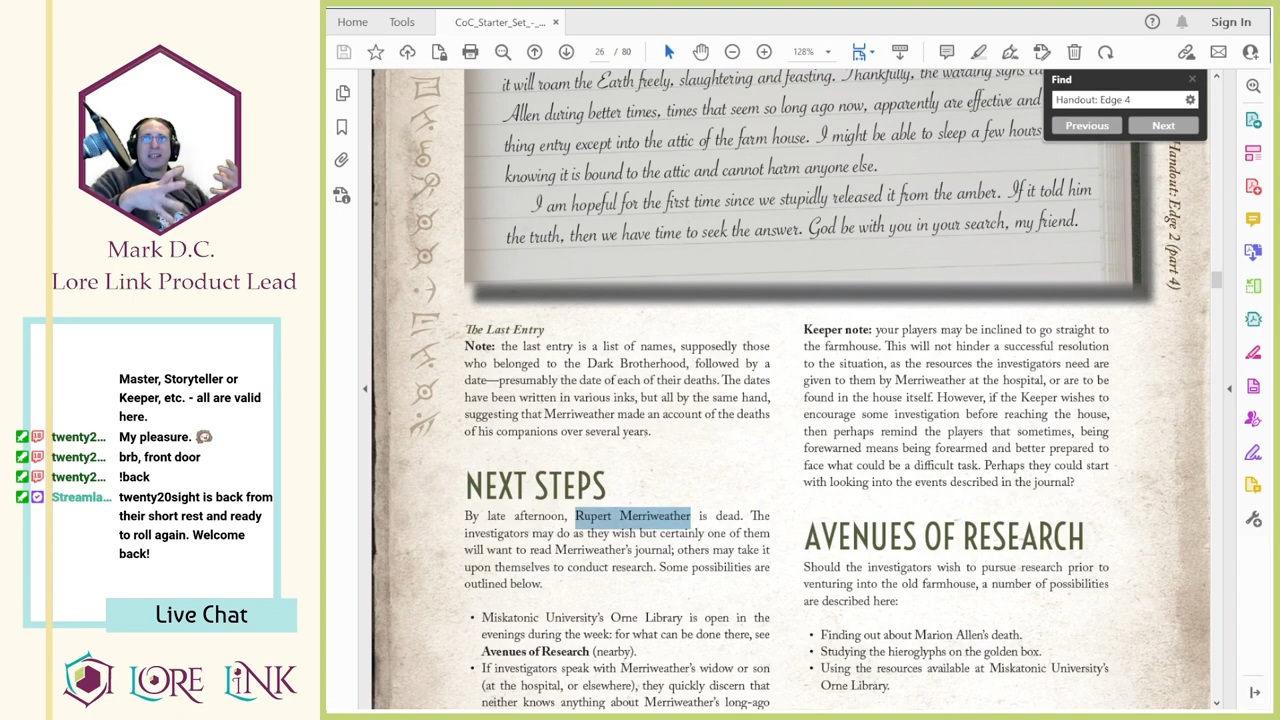 Home
Tools
CoC_Starter_Set_-_...
×
Sign In
26 / 80
128%
Find
Handout: Edge 4
Previous
Next
it will roam the Earth freely, slaughtering and feasting. Thankfully, the warding signs
Allen during better times, times that seem so long ago now, apparently are effective and
thing entry except into the attic of the farm house. I might be able to sleep a few hours
knowing it is bound to the attic and cannot harm anyone else.
I am hopeful for the first time since we stupidly released it from the amber. If it told him
the truth, then we have time to seek the answer. God be with you in your search, my friend.
Handout: Edge 2 (part 4)
The Last Entry
Note: the last entry is a list of names, supposedly those
who belonged to the Dark Brotherhood, followed by a
date—presumably the date of each of their deaths. The dates
have been written in various inks, but all by the same hand,
suggesting that Merriweather made an account of the deaths
of his companions over several years.
NEXT STEPS
By late afternoon, Rupert Merriweather is dead. The
investigators may do as they wish but certainly one of them
will want to read Merriweather's journal; others may take it
upon themselves to conduct research. Some possibilities are
outlined below.
• Miskatonic University's Orne Library is open in the
evenings during the week: for what can be done there, see
Avenues of Research (nearby).
• If investigators speak with Merriweather's widow or son
(at the hospital, or elsewhere), they quickly discern that
neither knows anything about Merriweather's long-ago
Keeper note: your players may be inclined to go straight to
the farmhouse. This will not hinder a successful resolution
to the situation, as the resources the investigators need are
given to them by Merriweather at the hospital, or are to be
found in the house itself. However, if the Keeper wishes to
encourage some investigation before reaching the house,
then perhaps remind the players that sometimes, being
forewarned means being forearmed and better prepared to
face what could be a difficult task. Perhaps they could start
with looking into the events described in the journal?
AVENUES OF RESEARCH
Should the investigators wish to pursue research prior to
venturing into the old farmhouse, a number of possibilities
are described here:
• Finding out about Marion Allen's death.
• Studying the hieroglyphs on the golden box.
• Using the resources available at Miskatonic University's
Orne Library.
Mark D.C.
Lore Link Product Lead
Master, Storyteller or
Keeper, etc. - all are valid
here.
twenty2... My pleasure.
twenty2... brb, front door
twenty2... !back
Streamla... twenty20sight is back from
their short rest and ready
to roll again. Welcome
back!
Live Chat
LORE LINK